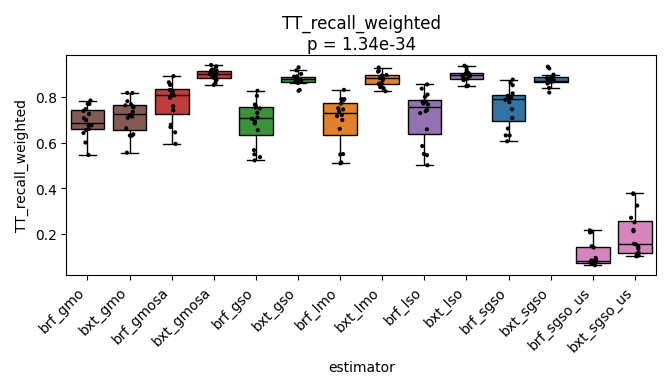 TT_recall_weighted
p = 1.34e-34
TT_recall_weighted
0.8
0.6
0.4
0.2
brf_gmo
bxt_gmo
brf_gmosa
bxt_gmosa
brf_gso
bxt_gso
brf_lmo
bxt_lmo
brf_lso
bxt_lso
brf_sgso
bxt_sgso
brf_sgso_us
bxt_sgso_us
estimator